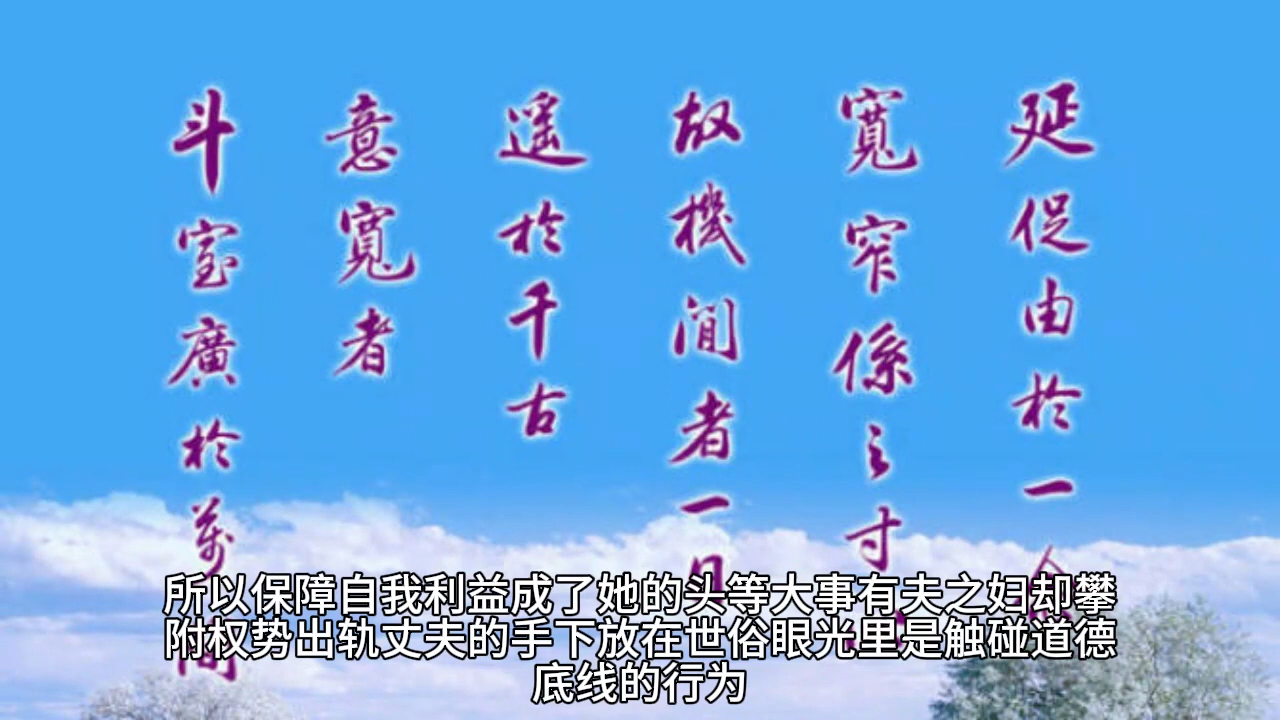 延促由於一
寬窄係之寸
故機閒者一日
遥於千古
意寬者
斗室廣於萬間
所以保障自我利益成了她的头等大事有夫之妇却攀
附权势出轨丈夫的手下放在世俗眼光里是触碰道德
底线的行为